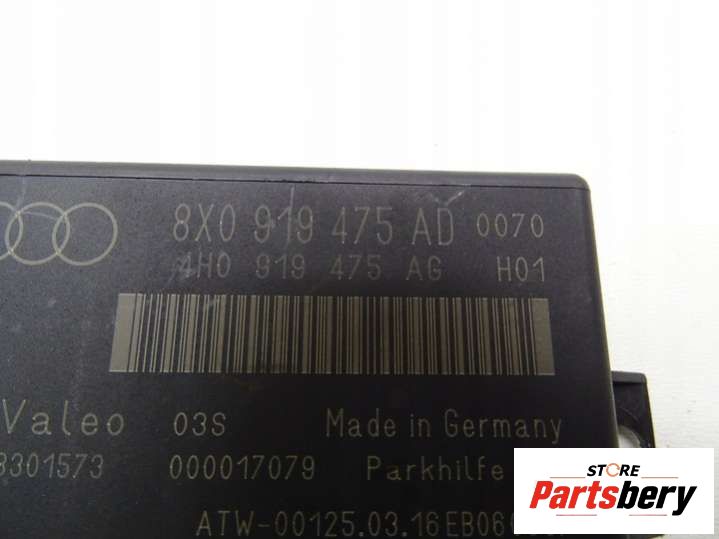 8X0 919 475 AD 0070
4H0 919 475 AG H01
Valeo 03S Made in Germany
3301573 000017079 Parkhilfe
ATW-00125.03.16
STORE
Partsbery